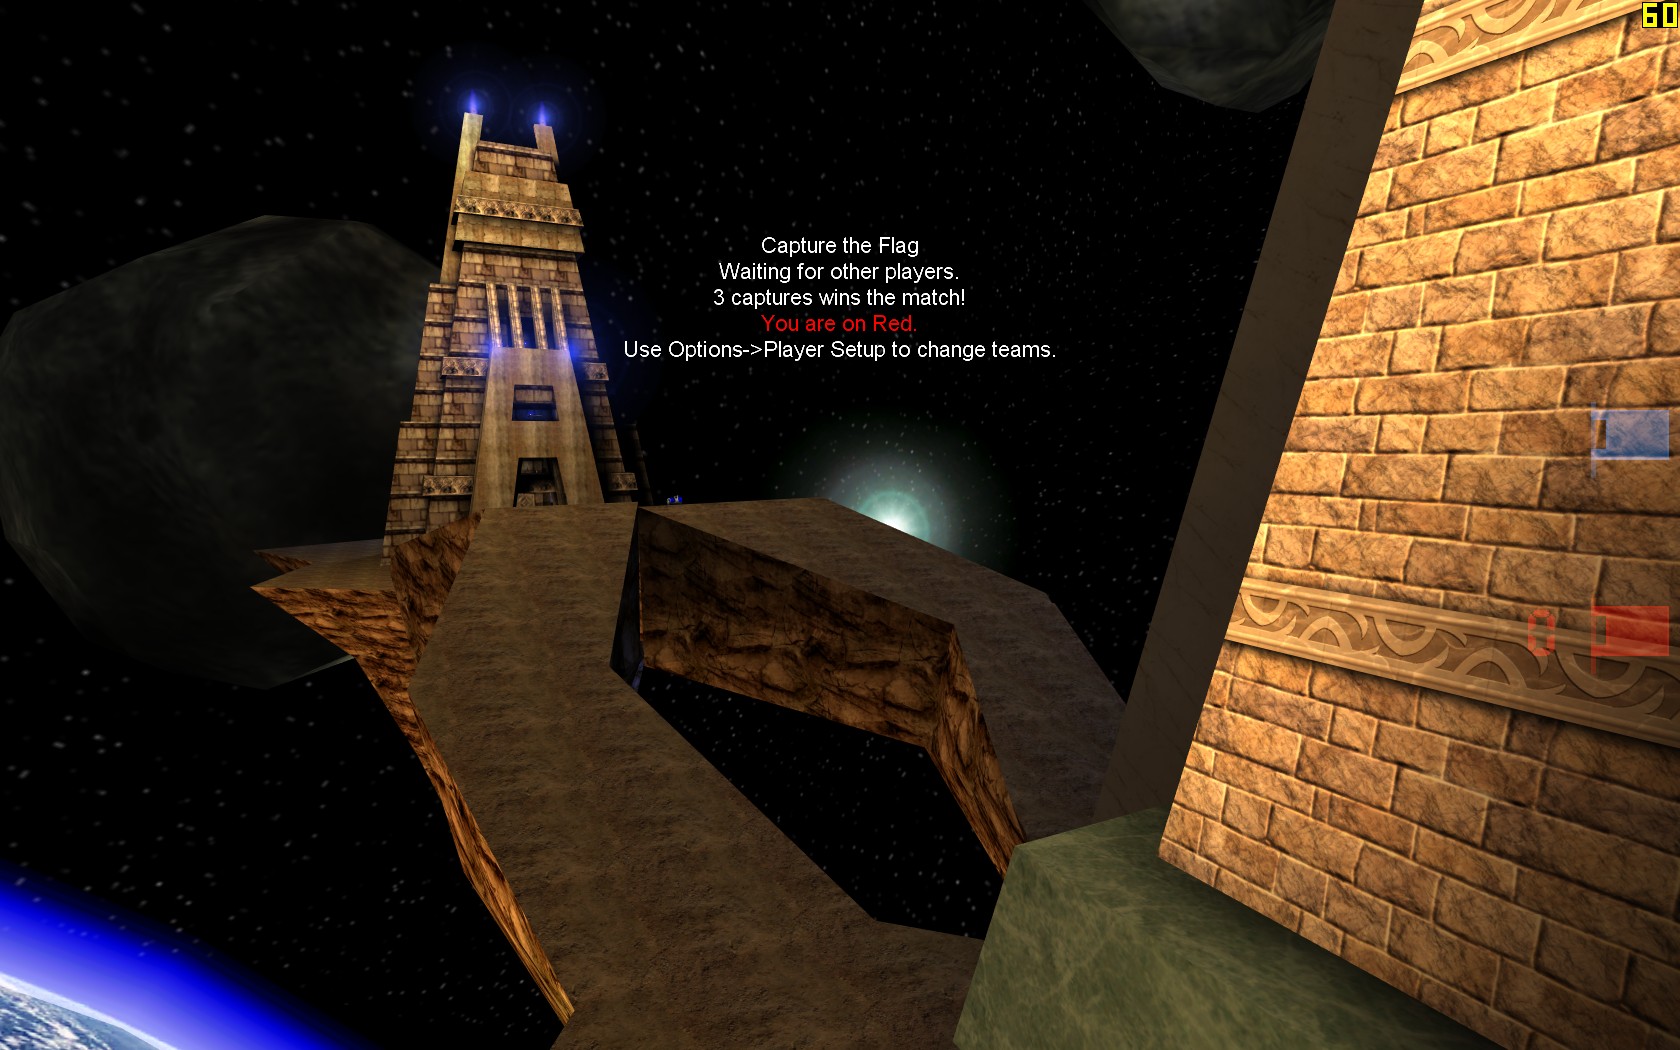 60
Capture the Flag
Waiting for other players.
3 captures wins the match!
You are on Red.
Use Options->Player Setup to change teams.
0